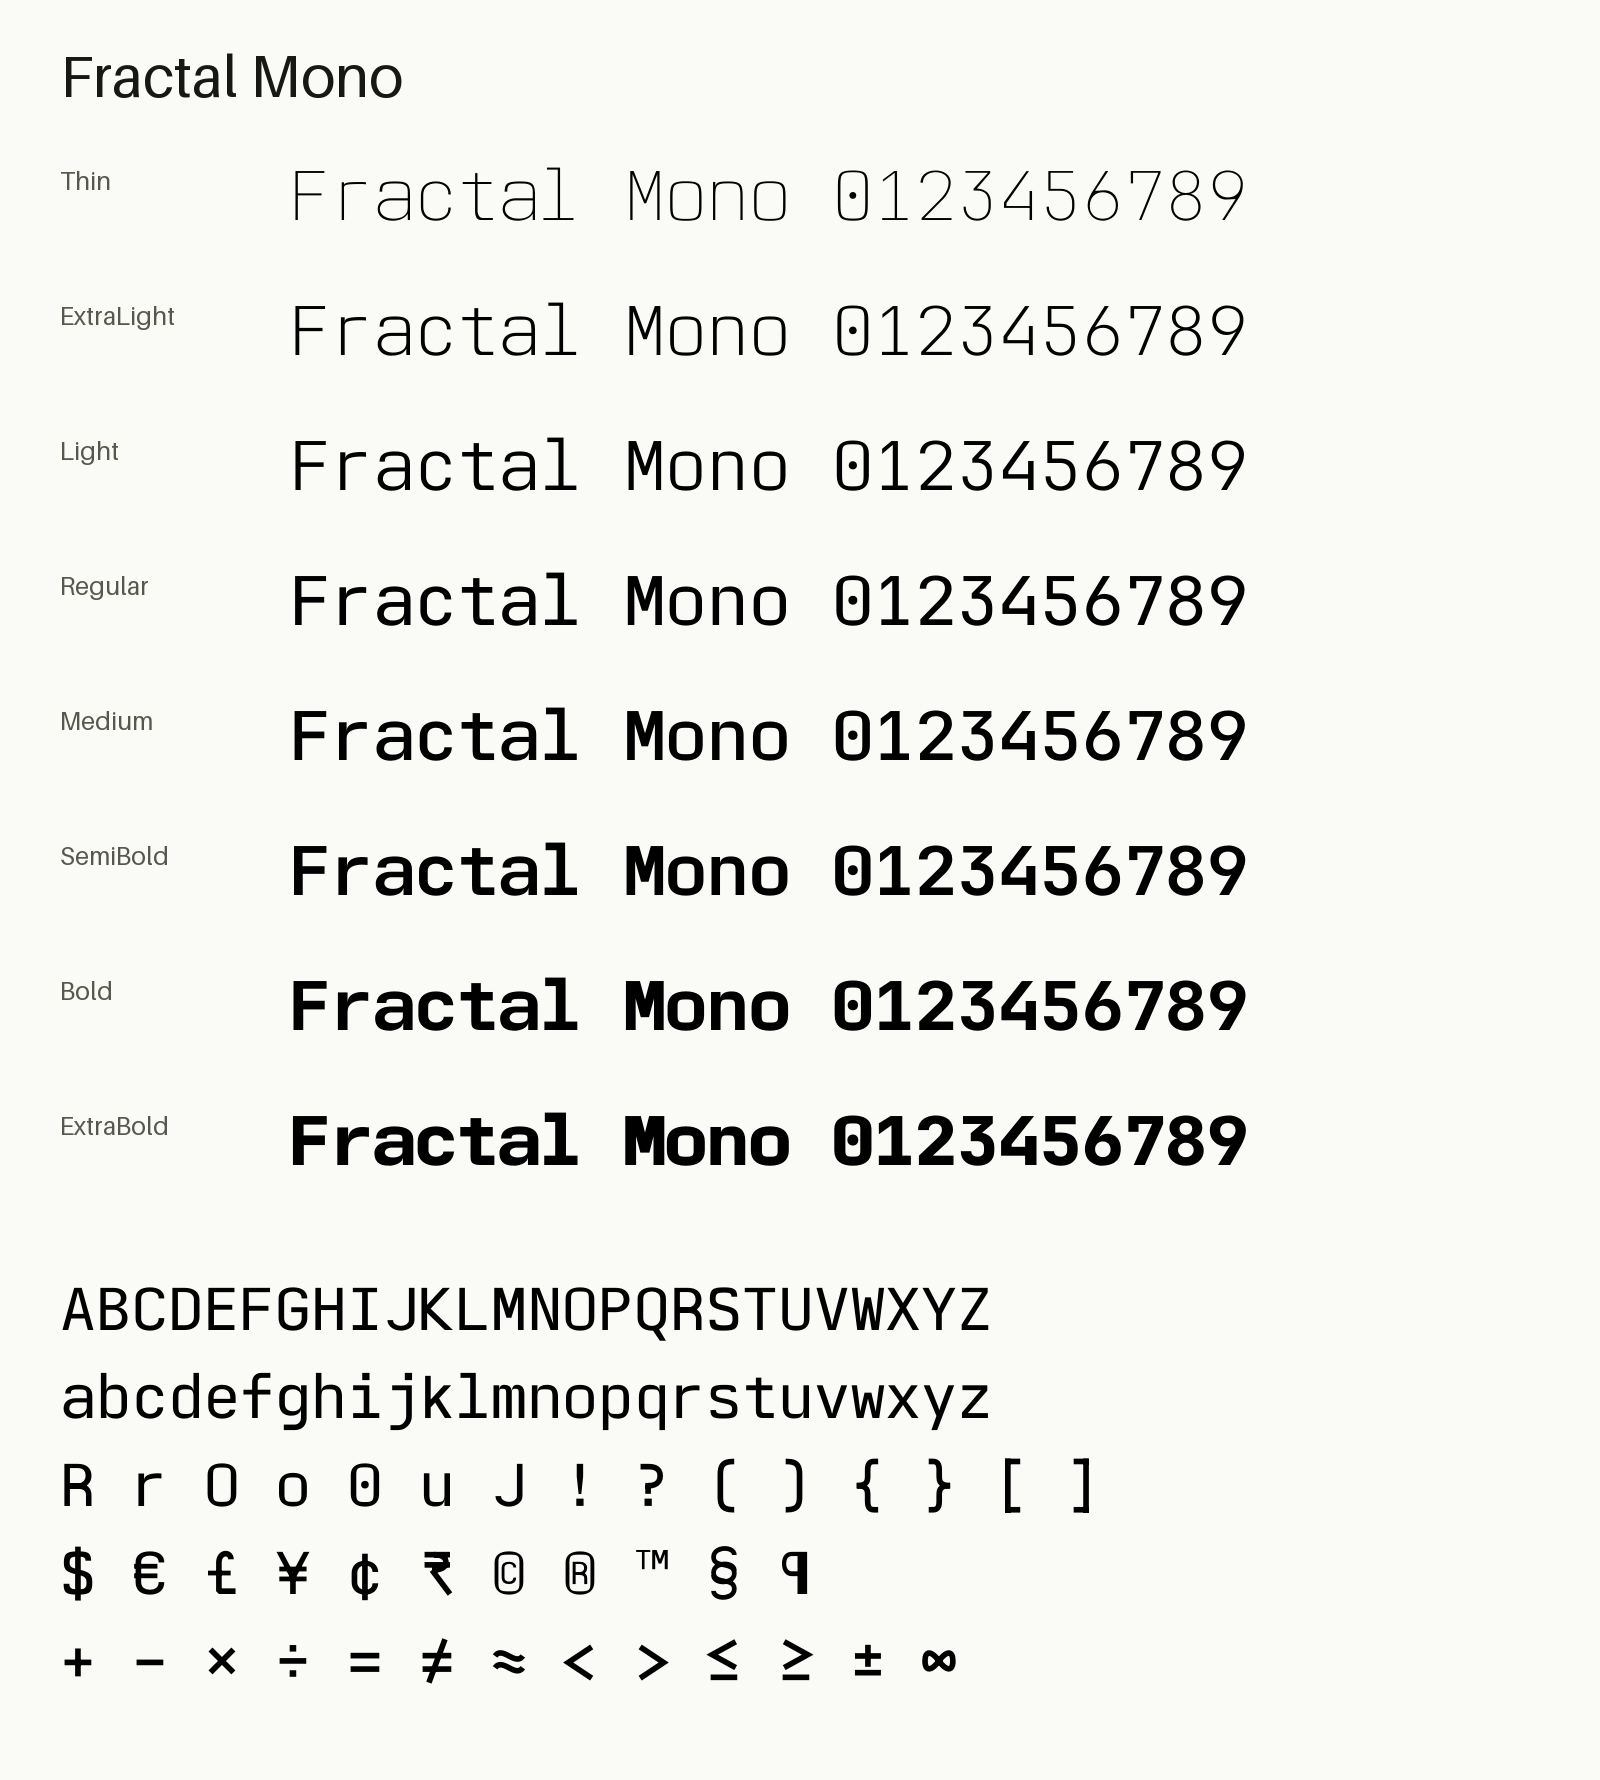 Fractal Mono
Thin Fractal Mono 0123456789
ExtraLight Fractal Mono 0123456789
Light Fractal Mono 0123456789
Regular Fractal Mono 0123456789
Medium Fractal Mono 0123456789
SemiBold Fractal Mono 0123456789
Bold Fractal Mono 0123456789
ExtraBold Fractal Mono 0123456789
ABCDEFGHIJKLMNOPQRSTUVWXYZ
abcdefghijklmnopqrstuvwxyz
R r O o 0 u J ! ? ( ) { } [ ]
$ € £ ¥ ¢ ₹ © ® ™ § ¶
+ − × ÷ = ≠ ≈ < > ≤ ≥ ± ∞